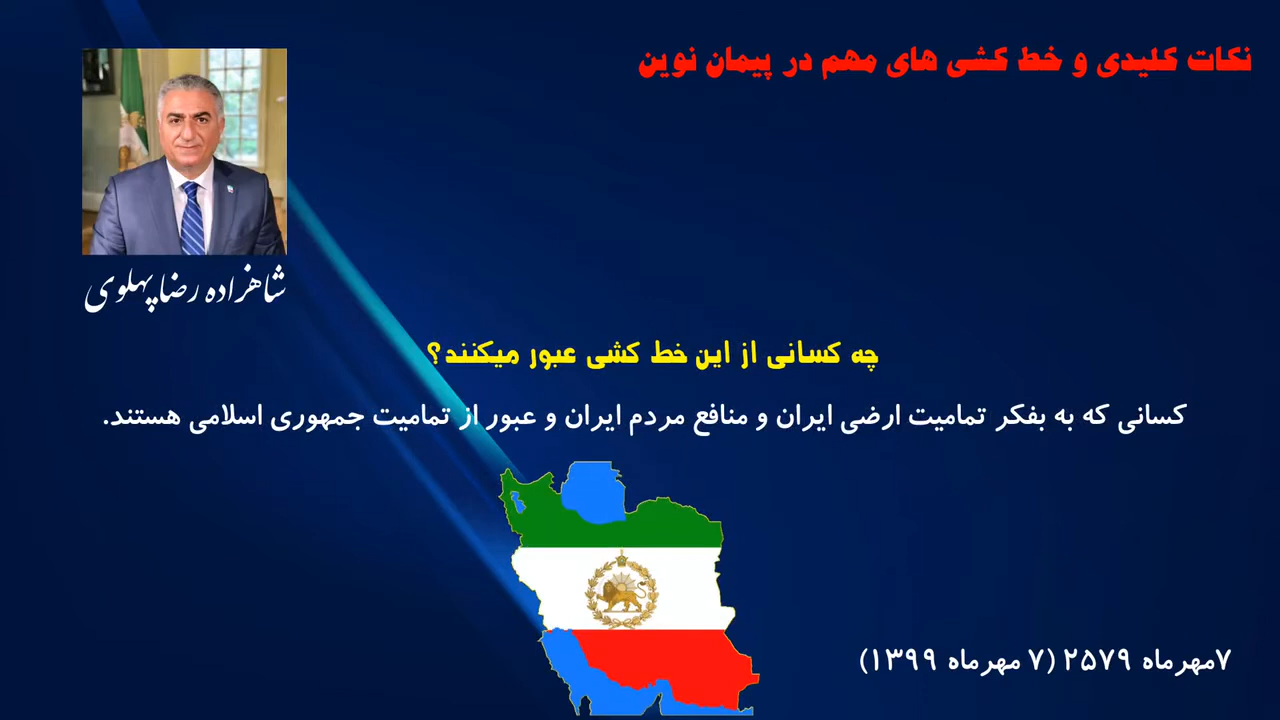 نکات کلیدی و خط کشی های مهم در پیمان نوین
شاهزاده رضا پهلوی
چه کسانی از این خط کشی عبور میکنند؟
کسانی که به بفکر تمامیت ارضی ایران و منافع مردم ایران و عبور از تمامیت جمهوری اسلامی هستند.
۷مهرماه ۲۵۷۹ (۷ مهرماه ۱۳۹۹)